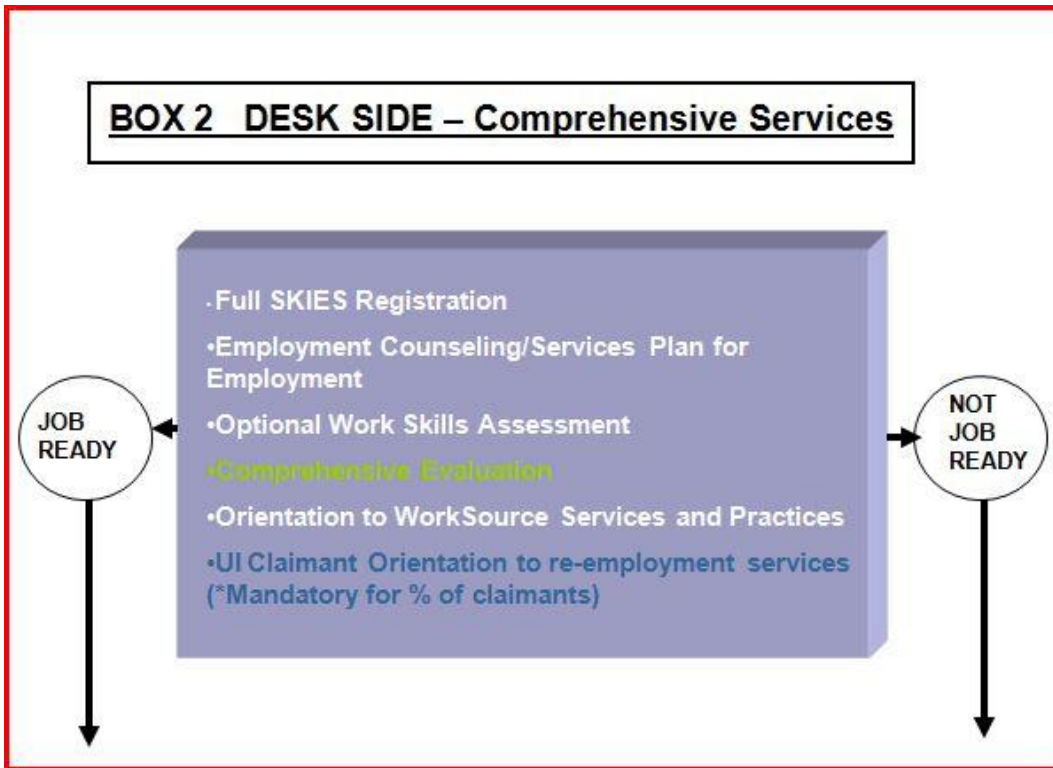 BOX 2   DESK SIDE – Comprehensive Services
•Full SKIES Registration
•Employment Counseling/Services Plan for
Employment
•Optional Work Skills Assessment
•Comprehensive Evaluation
•Orientation to WorkSource Services and Practices
•UI Claimant Orientation to re-employment services
(*Mandatory for % of claimants)
JOB
READY
NOT
JOB
READY